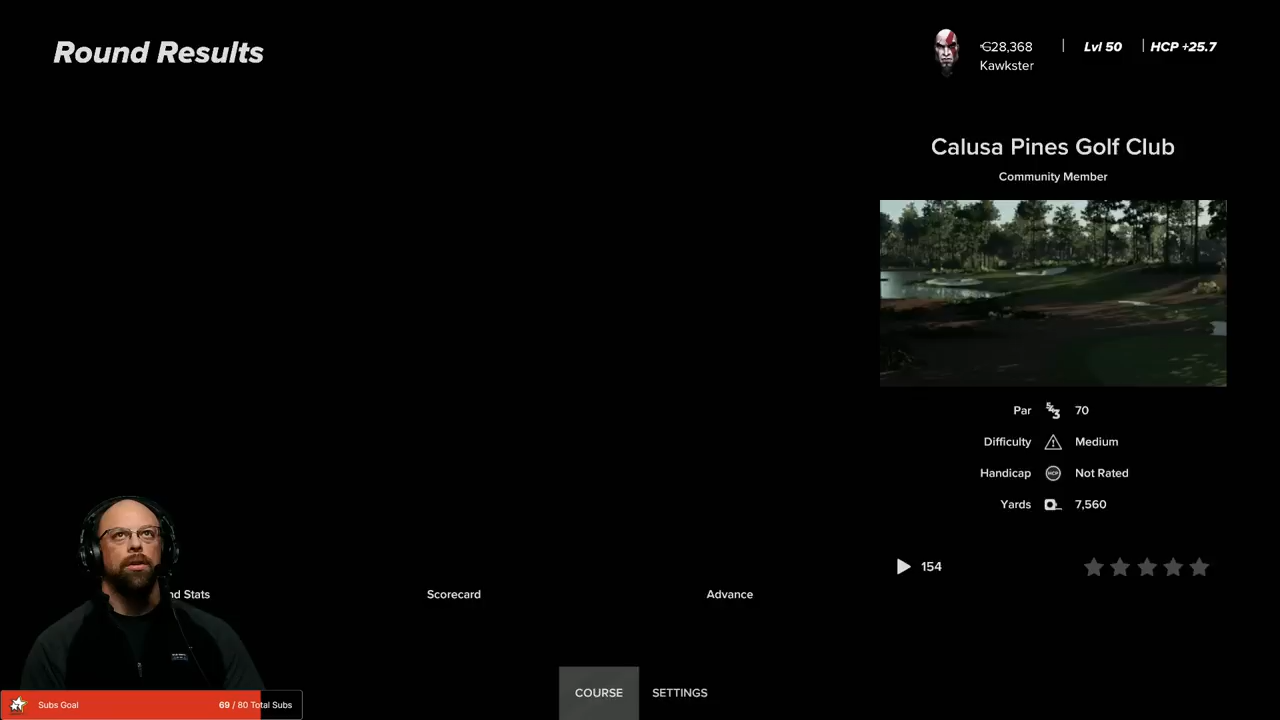 Round Results
28,368
Lvl 50
HCP +25.7
Kawkster
Calusa Pines Golf Club
Community Member
Par 70
Difficulty Medium
Handicap HCP Not Rated
Yards 7,560
154
nd Stats
Scorecard
Advance
COURSE
SETTINGS
Subs Goal
69 / 80 Total Subs